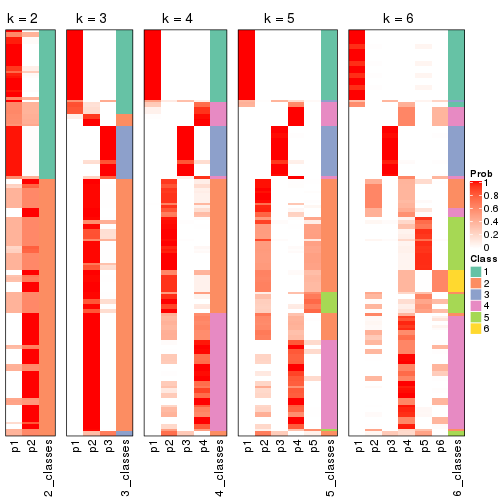 k = 2
k = 3
k = 4
k = 5
k = 6
Prob
1
0.8
0.6
0.4
0.2
0
Class
1
2
3
4
5
6
p1
p2
2_classes
p1
p2
p3
3_classes
p1
p2
p3
p4
4_classes
p1
p2
p3
p4
p5
5_classes
p1
p2
p3
p4
p5
p6
6_classes